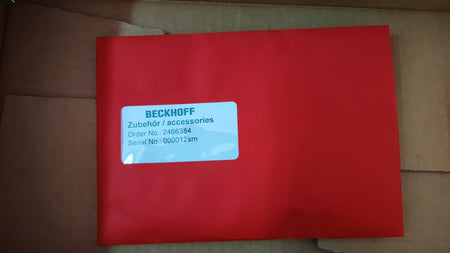 BECKHOFF
Zubehör / accessories
Order No.: 2466384
Serial No.: 000012sm